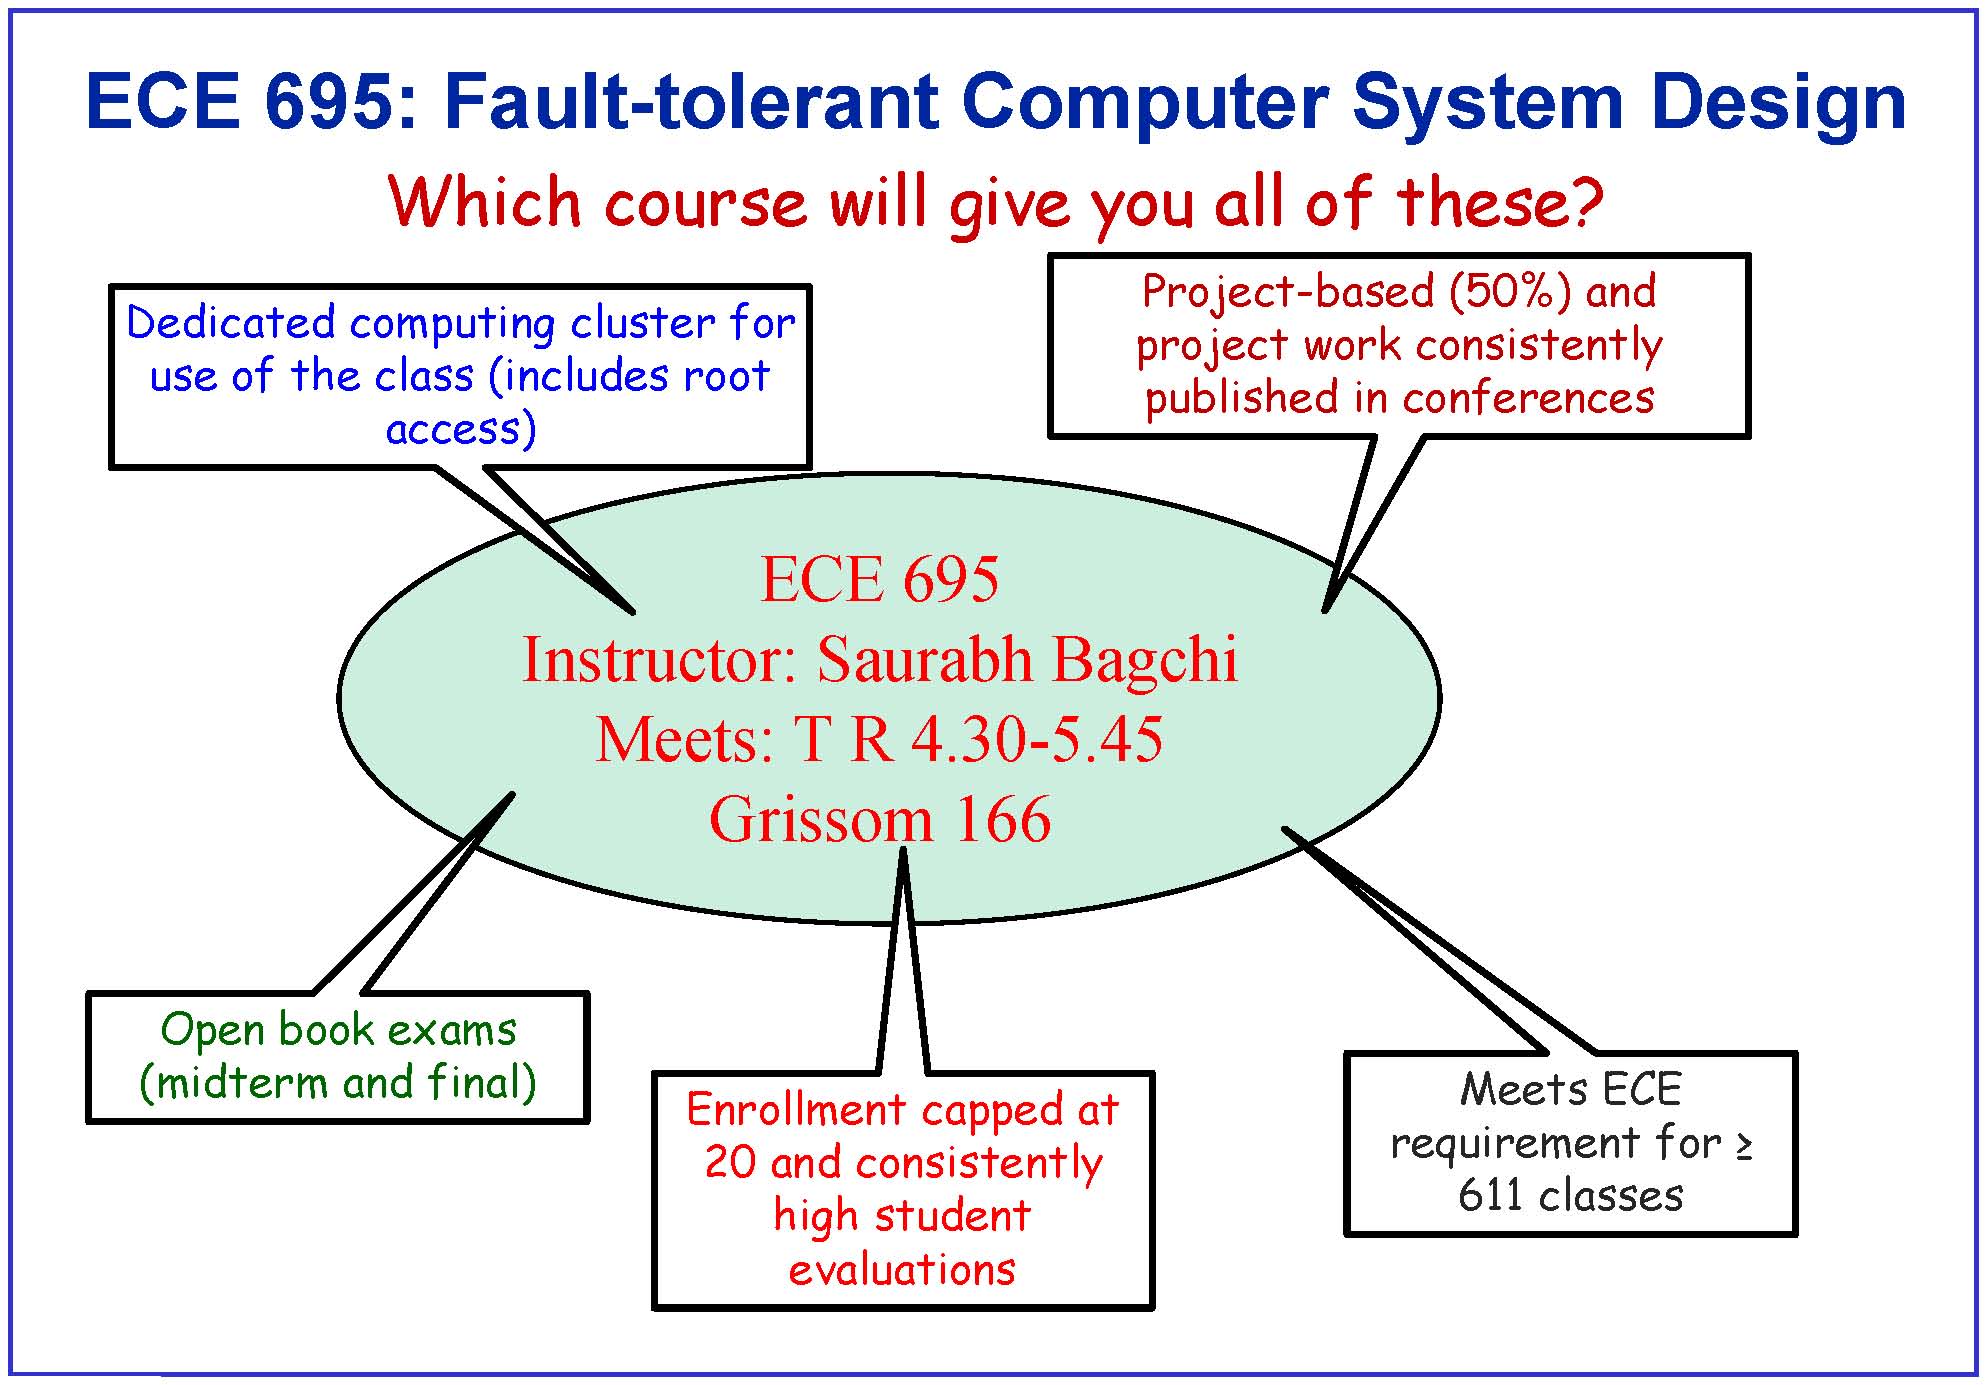 ECE 695: Fault-tolerant Computer System Design
Which course will give you all of these?
Dedicated computing cluster for
use of the class (includes root
access)
Project-based (50%) and
project work consistently
published in conferences
ECE 695
Instructor: Saurabh Bagchi
Meets: T R 4.30-5.45
Grissom 166
Open book exams
(midterm and final)
Enrollment capped at
20 and consistently
high student
evaluations
Meets ECE
requirement for ≥
611 classes